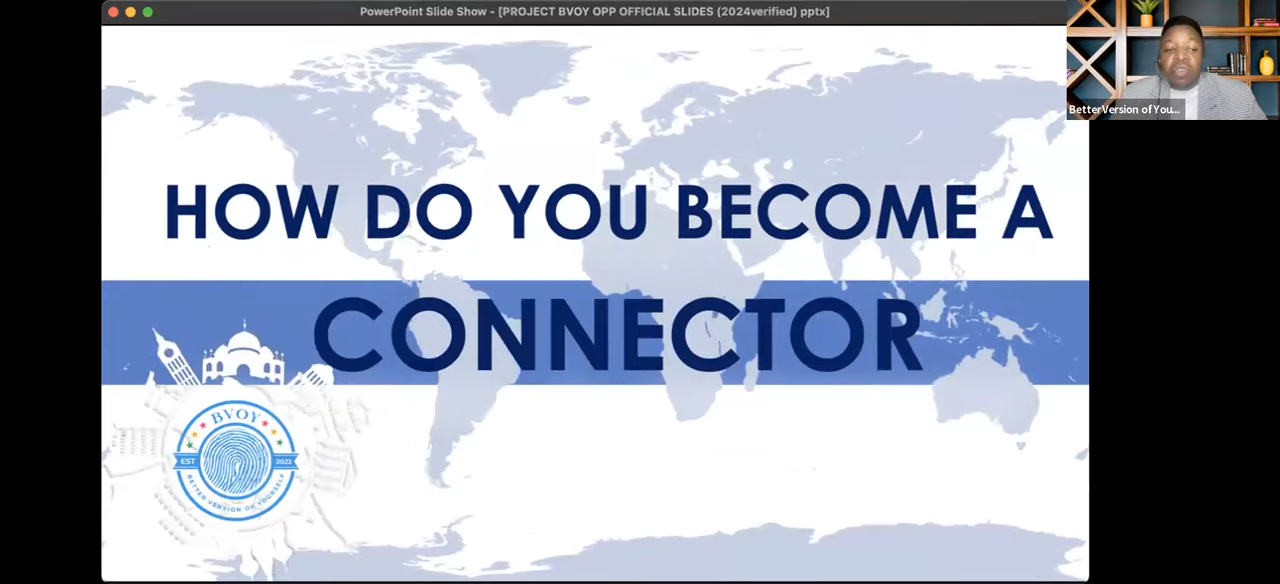 PowerPoint Slide Show - [PROJECT BVOY OPP OFFICIAL SLIDES (2024verified) pptx]
BetterVersion of You...
HOW DO YOU BECOME A
CONNECTOR
BVOY
EST 2022
BETTER VERSION OF YOURSELF